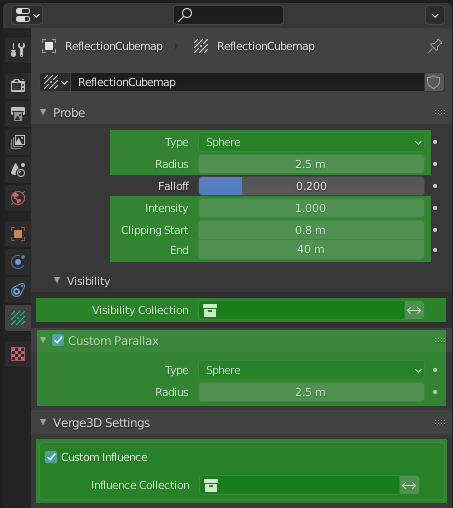 ReflectionCubemap › ReflectionCubemap
ReflectionCubemap
Probe
Type Sphere
Radius 2.5 m
Falloff 0.200
Intensity 1.000
Clipping Start 0.8 m
End 40 m
Visibility
Visibility Collection
Custom Parallax
Type Sphere
Radius 2.5 m
Verge3D Settings
Custom Influence
Influence Collection